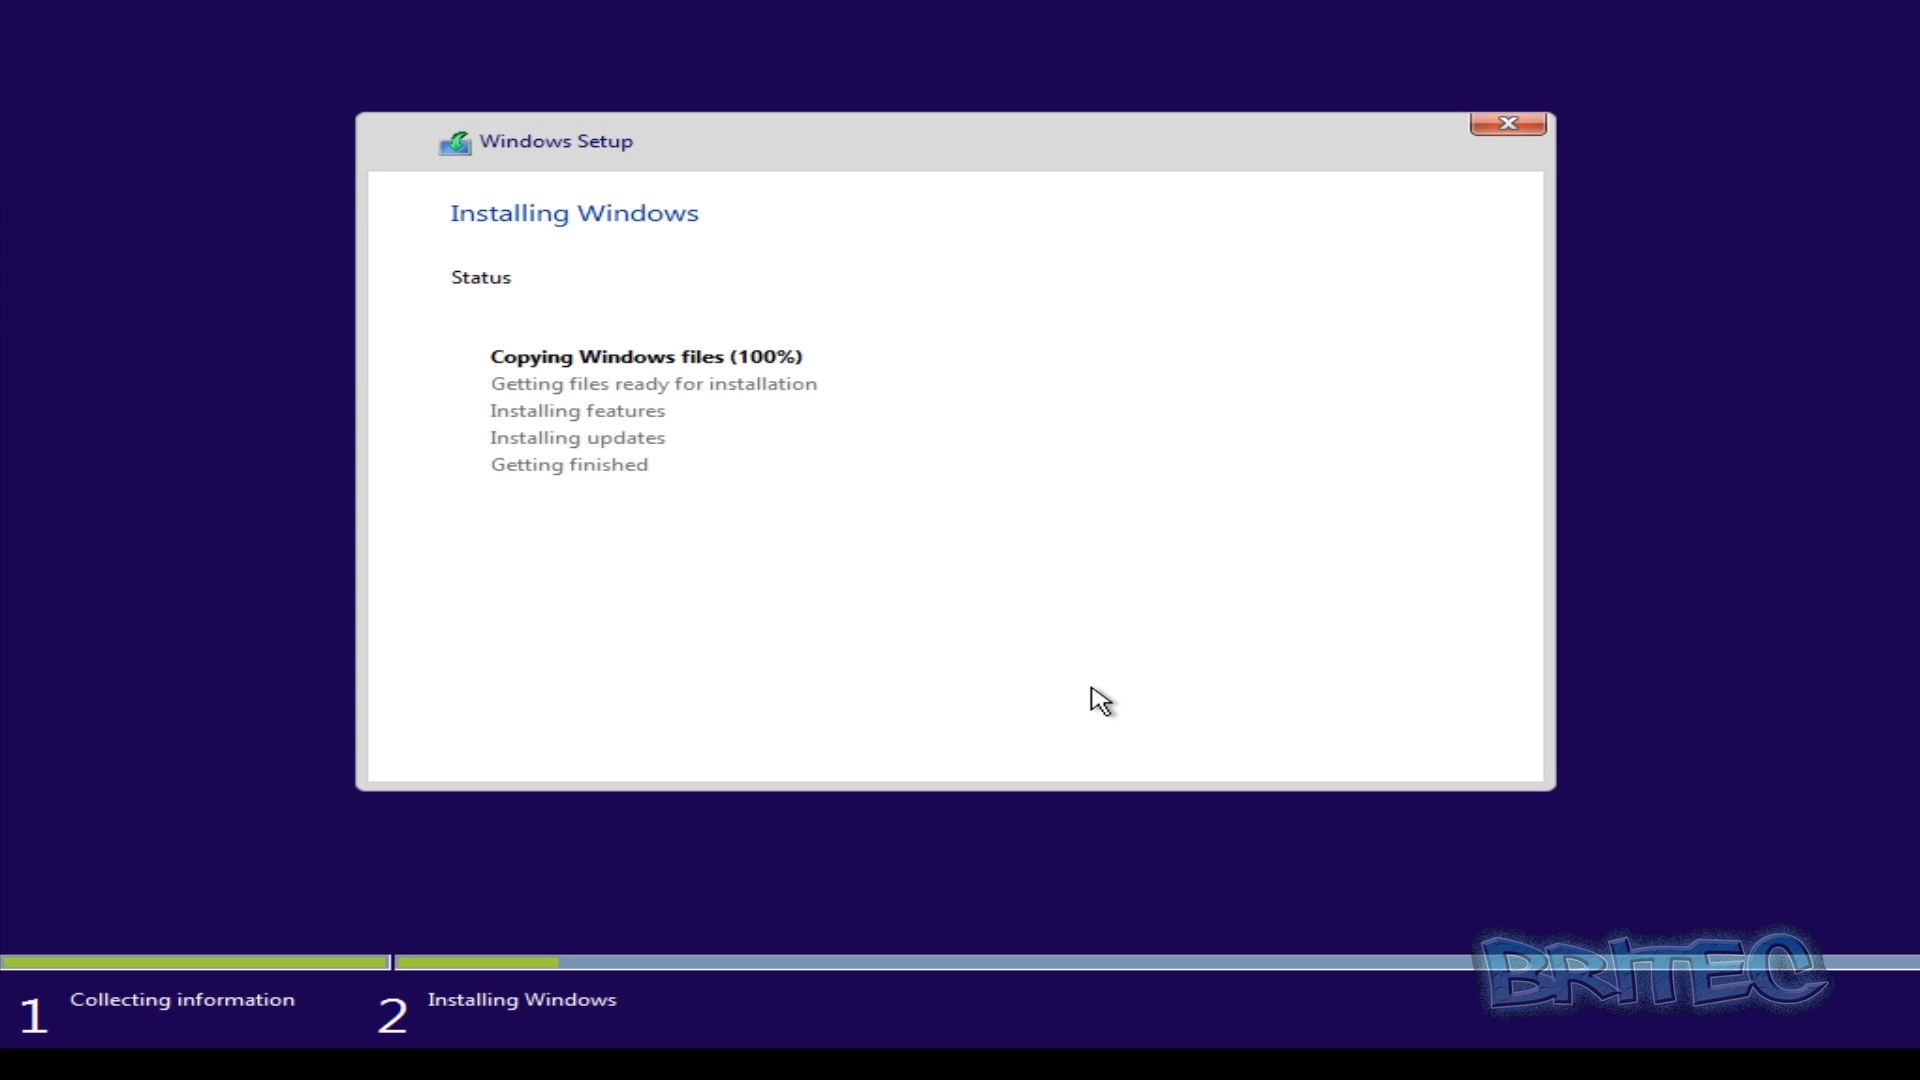 Windows Setup
Installing Windows
Status
Copying Windows files (100%)
Getting files ready for installation
Installing features
Installing updates
Getting finished
1 Collecting information
2 Installing Windows
BRITEC